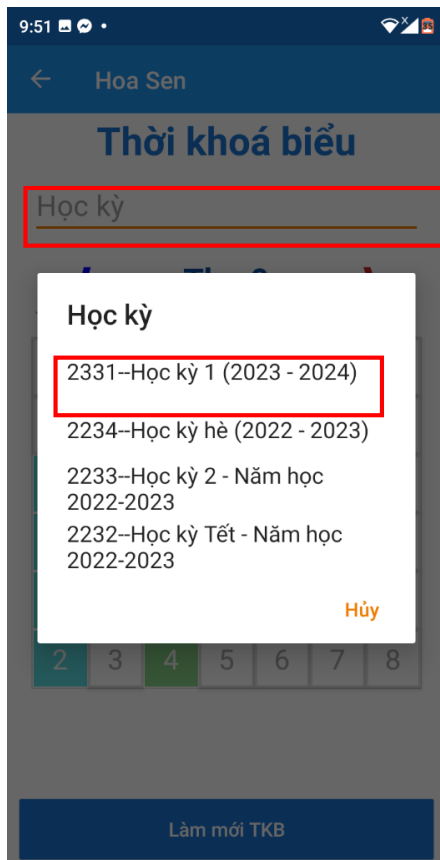 9:51
Hoa Sen
Thời khoá biểu
Học kỳ
Học kỳ
2331--Học kỳ 1 (2023 - 2024)
2234--Học kỳ hè (2022 - 2023)
2233--Học kỳ 2 - Năm học
2022-2023
2232--Học kỳ Tết - Năm học
2022-2023
Hủy
2 3 4 5 6 7 8
Làm mới TKB